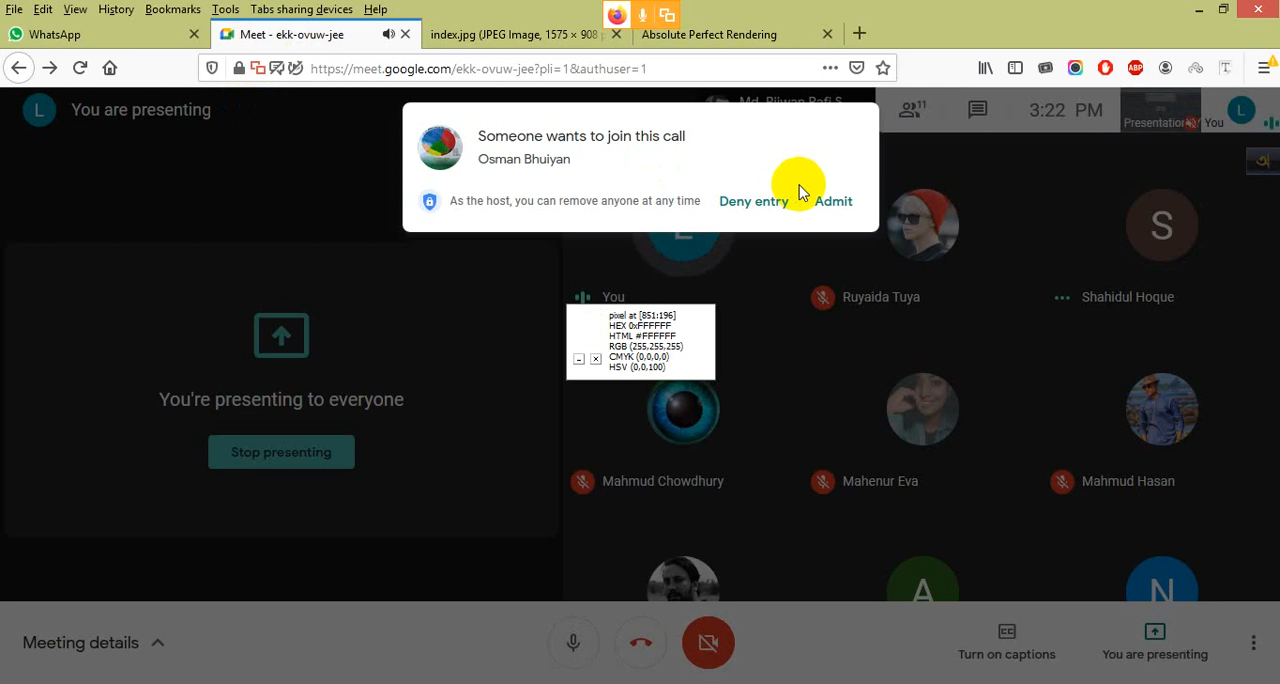 File Edit View History Bookmarks Tools Tabs sharing devices Help
WhatsApp
Meet - ekk-ovuw-jee
index.jpg (JPEG Image, 1575 × 908 p
Absolute Perfect Rendering
https://meet.google.com/ekk-ovuw-jee?pli=1&authuser=1
ABP
L
You are presenting
11
3:22 PM
Presentation
You
L
Someone wants to join this call
Osman Bhuiyan
As the host, you can remove anyone at any time
Deny entry
Admit
S
You
Ruyaida Tuya
Shahidul Hoque
অ
pixel at [851:196]
HEX 0xFFFFFF
HTML #FFFFFF
RGB (255,255,255)
CMYK (0,0,0,0)
HSV (0,0,100)
You're presenting to everyone
Stop presenting
Mahmud Chowdhury
Mahenur Eva
Mahmud Hasan
A
N
Meeting details
CC
Turn on captions
You are presenting